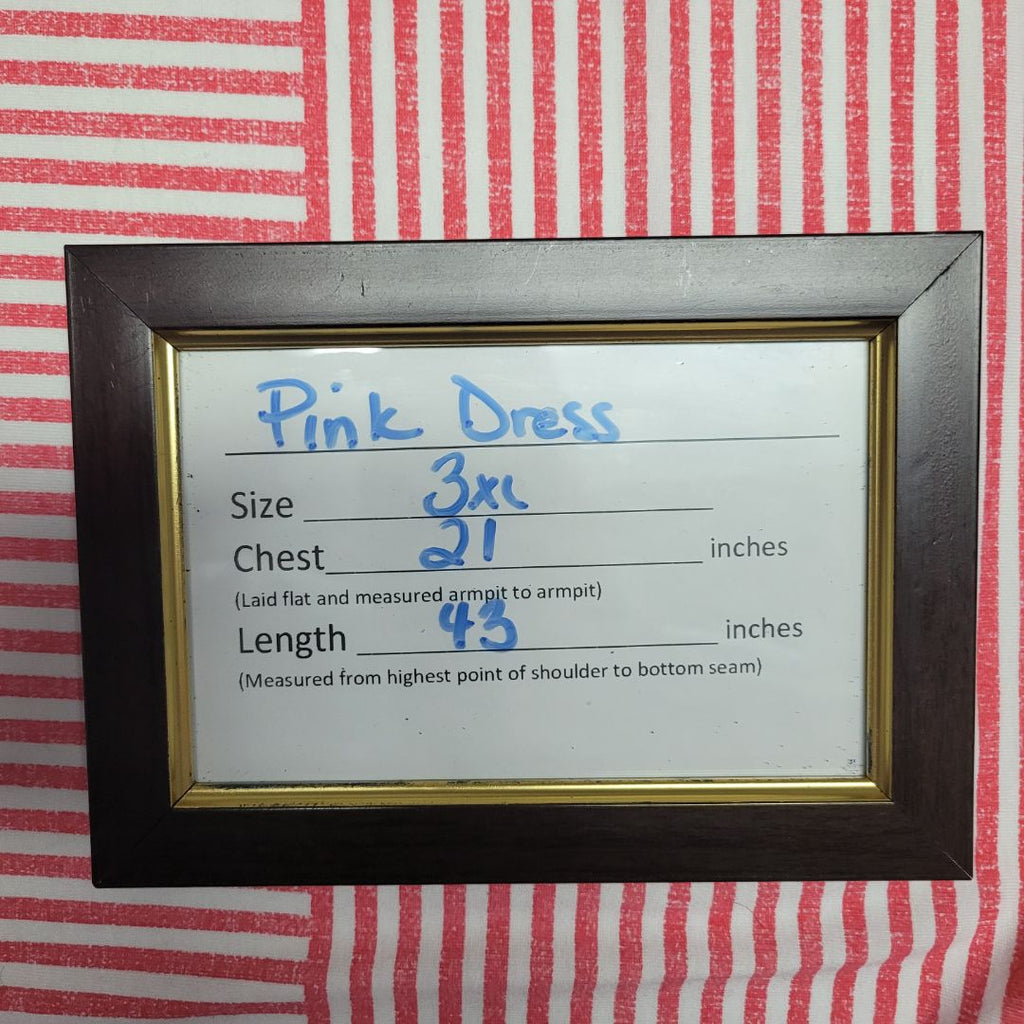 Pink Dress
Size 3XL
Chest 21 inches
(Laid flat and measured armpit to armpit)
Length 43 inches
(Measured from highest point of shoulder to bottom seam)